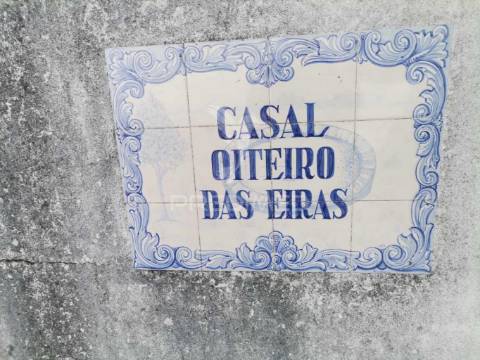 CASAL
OITEIRO
DAS EIRAS